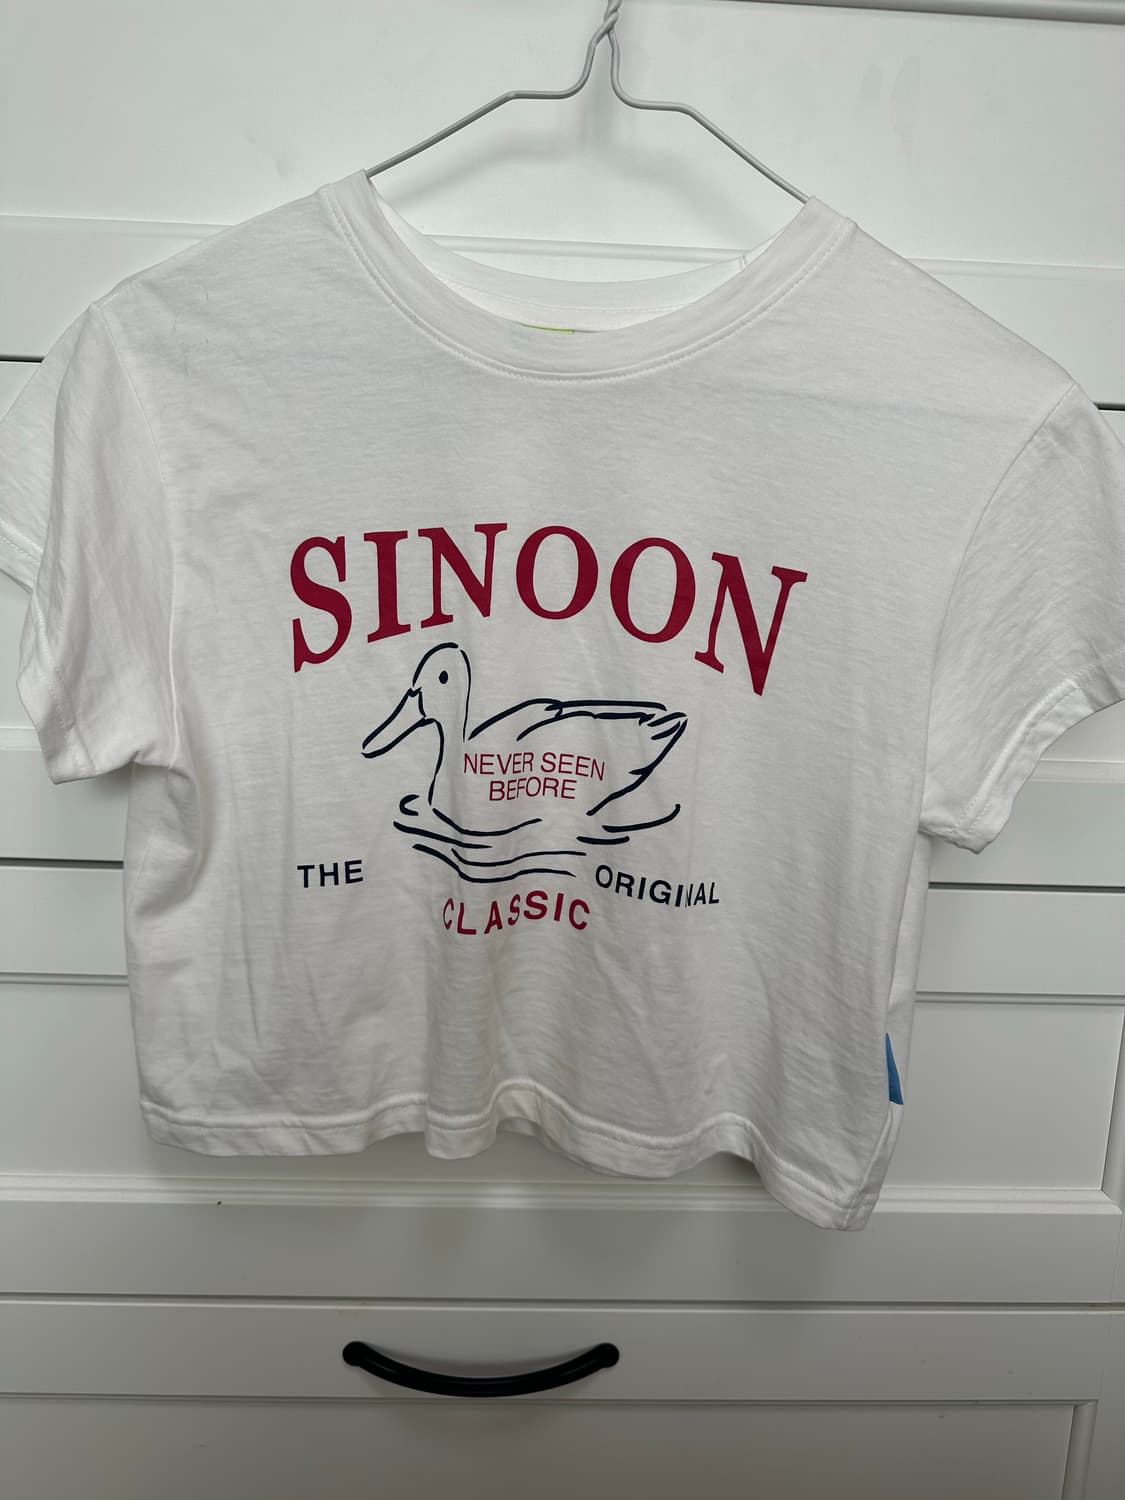 SINOON
NEVER SEEN
BEFORE
THE ORIGINAL
CLASSIC